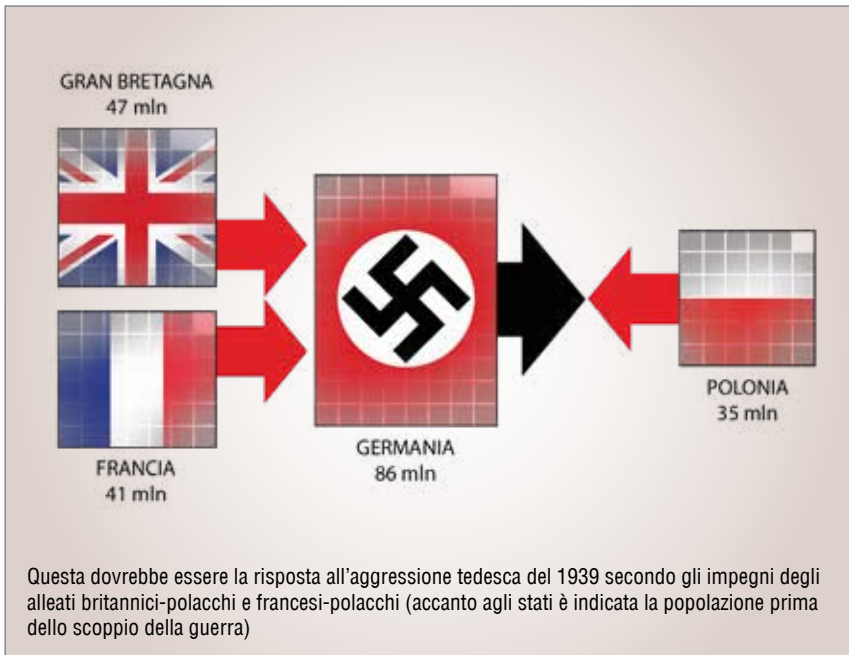 GRAN BRETAGNA
47 mln
FRANCIA
41 mln
GERMANIA
86 mln
POLONIA
35 mln
Questa dovrebbe essere la risposta all’aggressione tedesca del 1939 secondo gli impegni degli
alleati britannici-polacchi e francesi-polacchi (accanto agli stati è indicata la popolazione prima
dello scoppio della guerra)